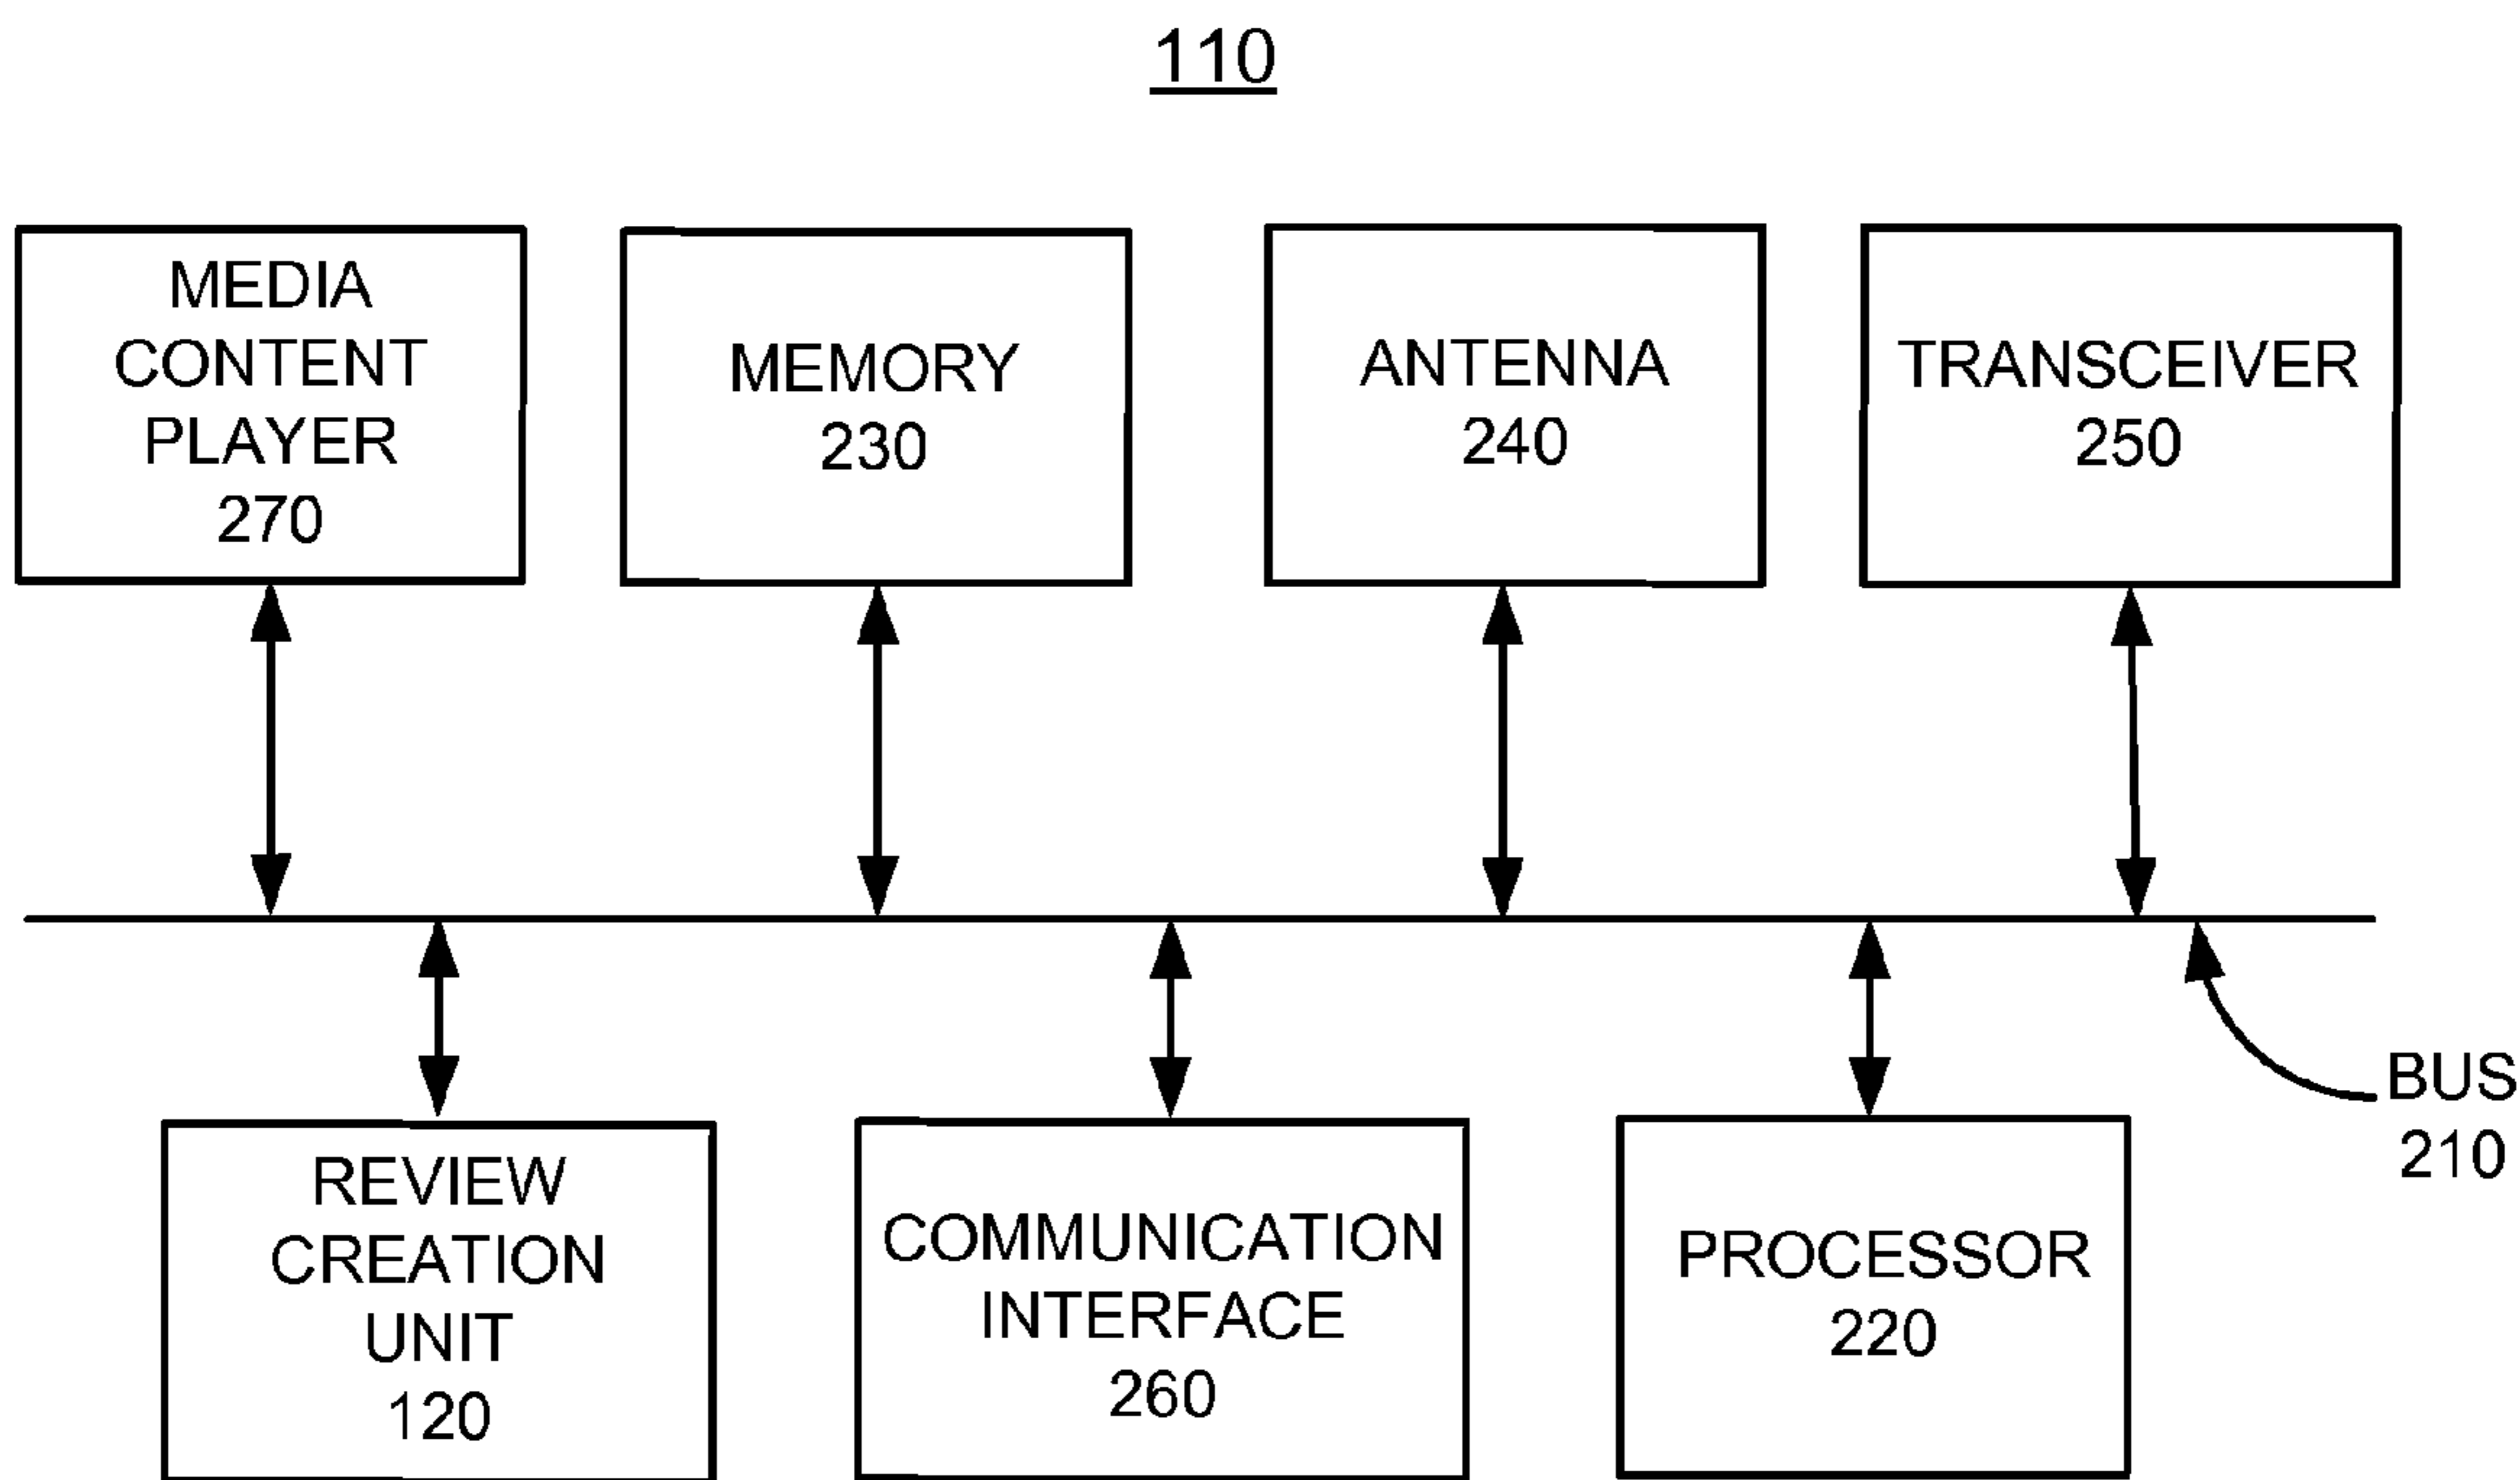 110
MEDIA
CONTENT
PLAYER
270
MEMORY
230
ANTENNA
240
TRANSCEIVER
250
REVIEW
CREATION
UNIT
120
COMMUNICATION
INTERFACE
260
PROCESSOR
220
BUS
210